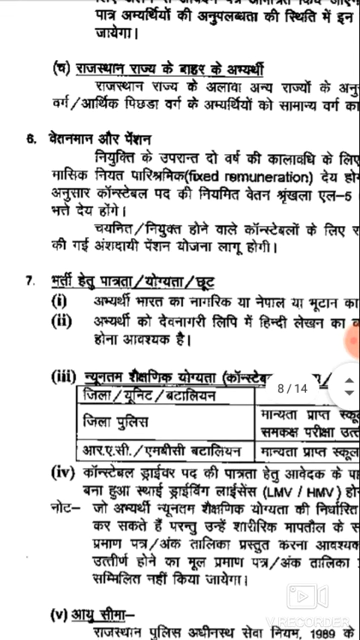 पात्र अभ्यर्थियों की अनुपलब्धता की स्थिति में इन
जायेगा।
(घ) राजस्थान राज्य के बाहर के अभ्यर्थी
राजस्थान राज्य के अलावा अन्य राज्यों के अनु
वर्ग/आर्थिक पिछडा वर्ग के अभ्यर्थियों को सामान्य वर्ग का
6. वेतनमान और पेंशन
नियुक्ति के उपरान्त दो वर्ष की कालावधि के लिए
मासिक नियत पारिश्रमिक(fixed remuneration) देय हो
अनुसार कॉन्स्टेबल पद की नियमित वेतन श्रृंखला एल-5
भत्ते देय होंगे।
चयनित/नियुक्त होने वाले कॉन्स्टेबलों के लिए
की गई अंशदायी पेंशन योजना लागू होगी।
7. भर्ती हेतु पात्रता/योग्यता/छूट
(i) अभ्यर्थी भारत का नागरिक या नेपाल या भूटान का
(ii) अभ्यर्थी को देवनागरी लिपि में हिन्दी लेखन का
होना आवश्यक है।
(iii) न्यूनतम शैक्षणिक योग्यता (कॉन्स्टे
8/14
जिला/यूनिट/बटालियन
जिला पुलिस मान्यता प्राप्त स्कू
समकक्ष परीक्षा उत्त
आर.ए.सी./एमबीसी बटालियन मान्यता प्राप्त स्कूल
(iv) कॉन्स्टेबल ड्राईवर पद की पात्रता हेतु आवेदक के पा
बना हुआ स्थाई ड्राईविंग लाईसेंस (LMV / HMV) हो
नोट– जो अभ्यर्थी न्यूनतम शैक्षणिक योग्यता की निर्धारित
कर सकते हैं परन्तु उन्हें शारीरिक मापतौल के स
प्रमाण पत्र/अंक तालिका प्रस्तुत करना आवश्यक
उत्तीर्ण होने का मूल प्रमाण पत्र/अंक तालिका
सम्मिलित नहीं किया जायेगा।
(v) आयु सीमा–
राजस्थान पुलिस अधीनस्थ सेवा नियम, 1989 के